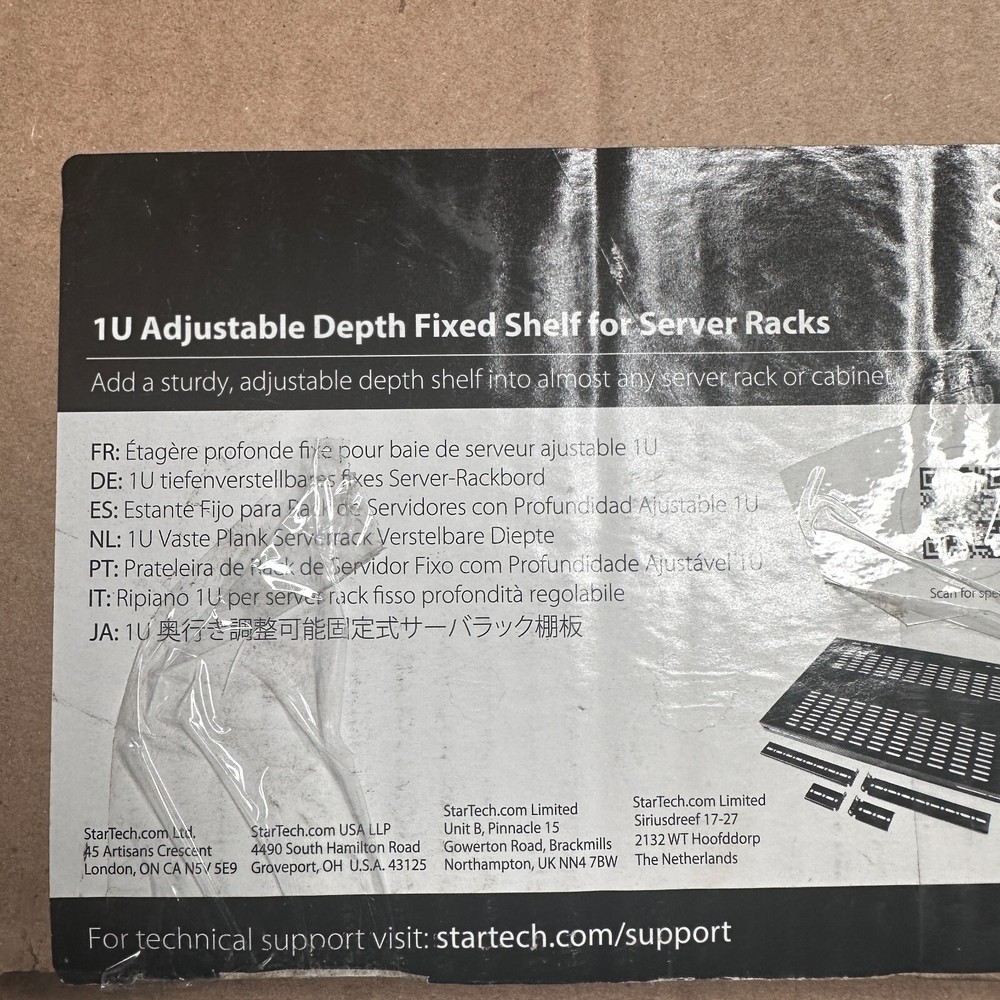 1U Adjustable Depth Fixed Shelf for Server Racks
Add a sturdy, adjustable depth shelf into almost any server rack or cabinet
FR: Étagère profonde fixe pour baie de serveur ajustable 1U
DE: 1U tiefenverstellbares fixes Server-Rackbord
ES: Estante Fijo para Rack de Servidores con Profundidad Ajustable 1U
NL: 1U Vaste Plank Serverrack Verstelbare Diepte
PT: Prateleira de Rack de Servidor Fixo com Profundidade Ajustável 1U
IT: Ripiano 1U per server rack fisso profondità regolabile
JA: 1U 奥行き調整可能固定式サーバラック棚板
Scan for
StarTech.com Ltd.
45 Artisans Crescent
London, ON CA N5V 5E9
StarTech.com USA LLP
4490 South Hamilton Road
Groveport, OH U.S.A. 43125
StarTech.com Limited
Unit B, Pinnacle 15
Gowerton Road, Brackmills
Northampton, UK NN4 7BW
StarTech.com Limited
Siriusdreef 17-27
2132 WT Hoofddorp
The Netherlands
For technical support visit: startech.com/support